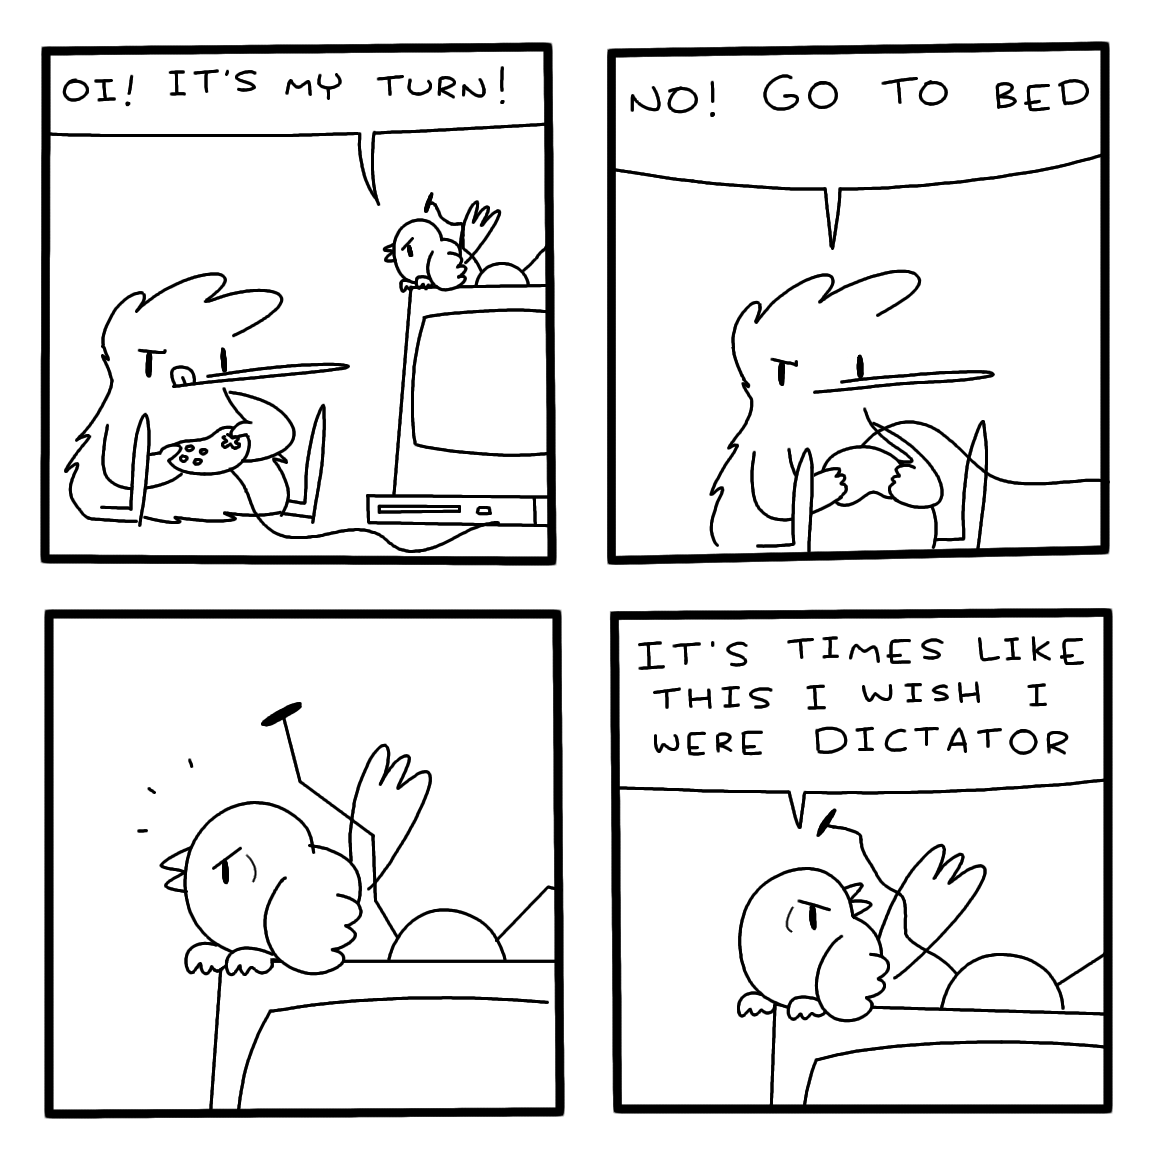 OI! IT'S MY TURN!
NO! GO TO BED
IT'S TIMES LIKE
THIS I WISH I
WERE DICTATOR